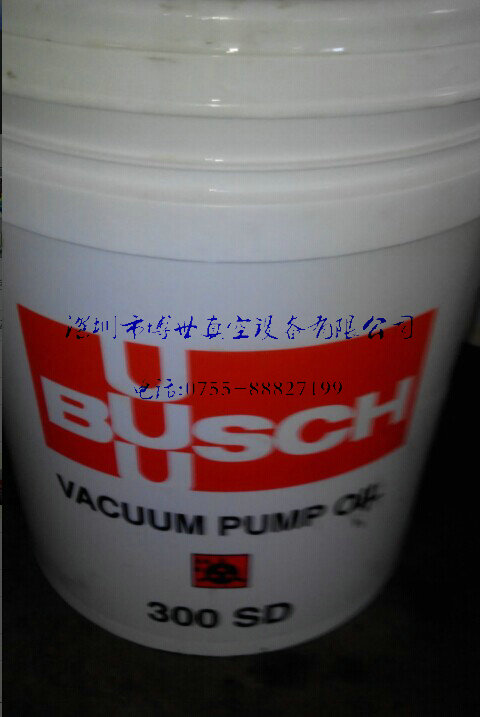 深圳市博世真空设备有限公司
U
电话:0755-88827199
BUSCH
U
VACUUM PUMP OIL
300 SD